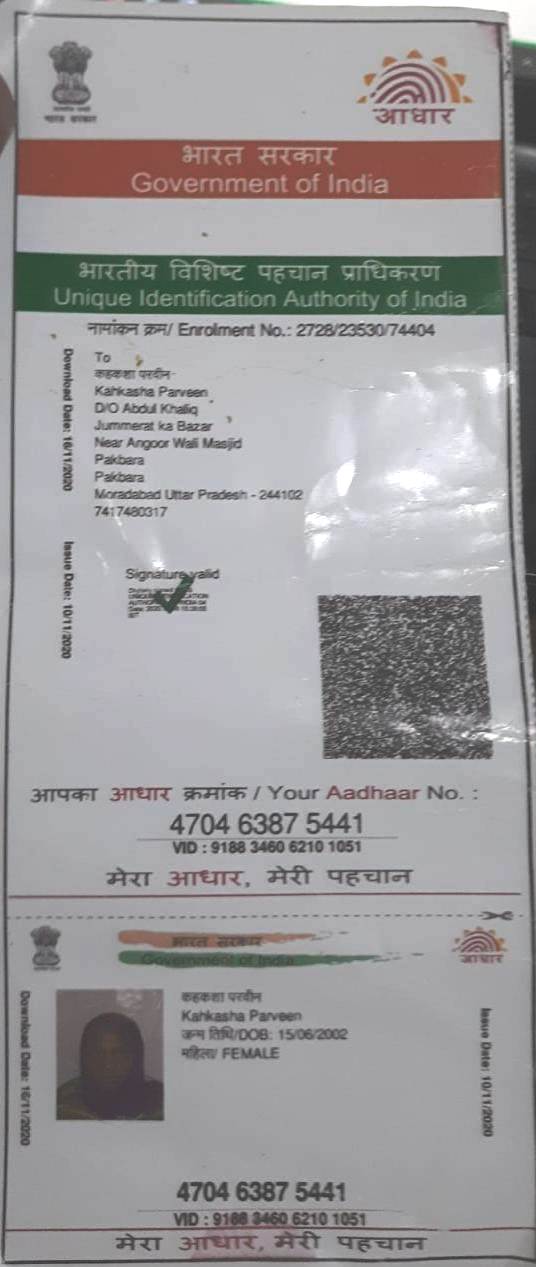 भारत सरकार
आधार
भारत सरकार
Government of India
भारतीय विशिष्ट पहचान प्राधिकरण
Unique Identification Authority of India
नामांकन क्रम/ Enrolment No.: 2728/23530/74404
Download Date: 16/11/2020
Issue Date: 10/11/2020
To
कहकशा परवीन
Kahkasha Parveen
D/O Abdul Khaliq
Jummerat ka Bazar
Near Angoor Wali Masjid
Pakbara
Pakbara
Moradabad Uttar Pradesh - 244102
7417480317
Signature valid
आपका आधार क्रमांक / Your Aadhaar No. :
4704 6387 5441
VID : 9188 3460 6210 1051
मेरा आधार, मेरी पहचान
भारत सरकार
Government of India
आधार
Download Date: 16/11/2020
कहकशा परवीन
Kahkasha Parveen
जन्म तिथि/DOB: 15/06/2002
महिला/ FEMALE
Issue Date: 10/11/2020
4704 6387 5441
VID : 9188 3460 6210 1051
मेरा आधार, मेरी पहचान